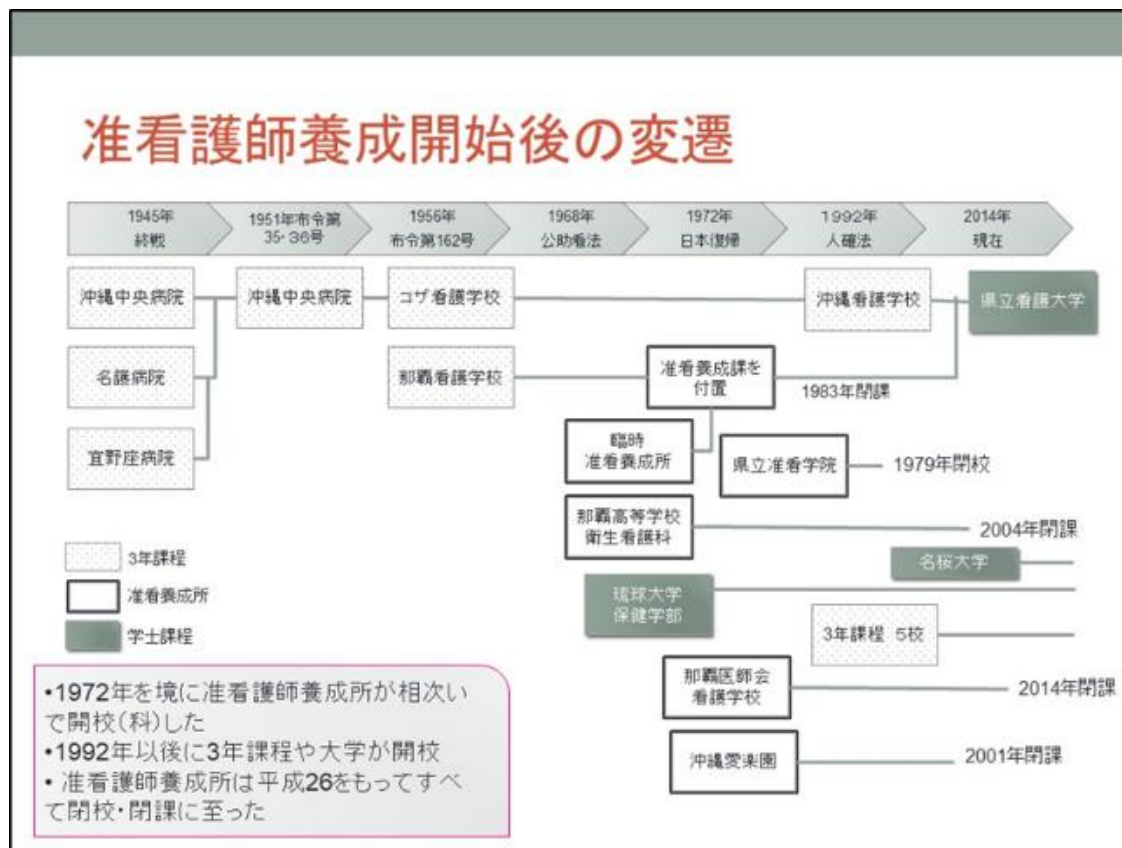 准看護師養成開始後の変遷
1945年
終戦
1951年布令第
35・36号
1956年
布令第162号
1968年
公助看法
1972年
日本復帰
1992年
人確法
2014年
現在
沖縄中央病院
沖縄中央病院
コザ看護学校
沖縄看護学校
県立看護大学
名護病院
那覇看護学校
准看養成課を
付置
1983年閉課
宜野座病院
臨時
准看養成所
県立准看学院
1979年閉校
那覇高等学校
衛生看護科
2004年閉課
名桜大学
琉球大学
保健学部
3年課程 5校
那覇医師会
看護学校
2014年閉課
沖縄愛楽園
2001年閉課
3年課程
准看養成所
学士課程
•1972年を境に准看護師養成所が相次い
で開校(科)した
•1992年以後に3年課程や大学が開校
• 准看護師養成所は平成26をもってすべ
て閉校・閉課に至った